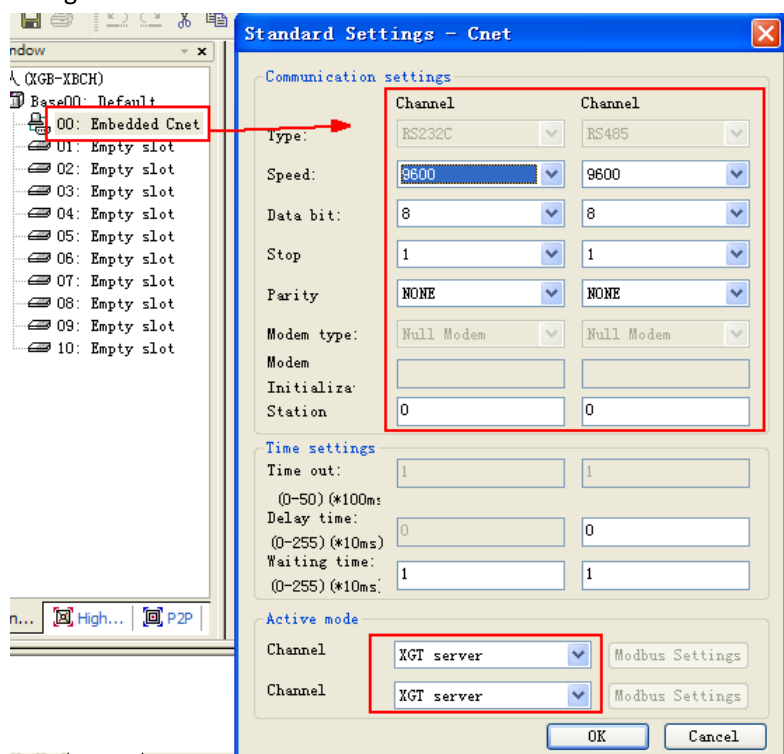 Standard Settings - Cnet
ndow
(XGB-XBCH)
Base00: Default
00: Embedded Cnet
01: Empty slot
02: Empty slot
03: Empty slot
04: Empty slot
05: Empty slot
06: Empty slot
07: Empty slot
08: Empty slot
09: Empty slot
10: Empty slot
n... High... P2P
Communication settings
Channel Channel
Type: RS232C RS485
Speed: 9600 9600
Data bit: 8 8
Stop 1 1
Parity NONE NONE
Modem type: Null Modem Null Modem
Modem
Initializa
Station 0 0
Time settings
Time out: 1 1
(0-50)(*100ms
Delay time: 0 0
(0-255)(*10ms)
Waiting time: 1 1
(0-255)(*10ms)
Active mode
Channel XGT server Modbus Settings
Channel XGT server Modbus Settings
OK Cancel